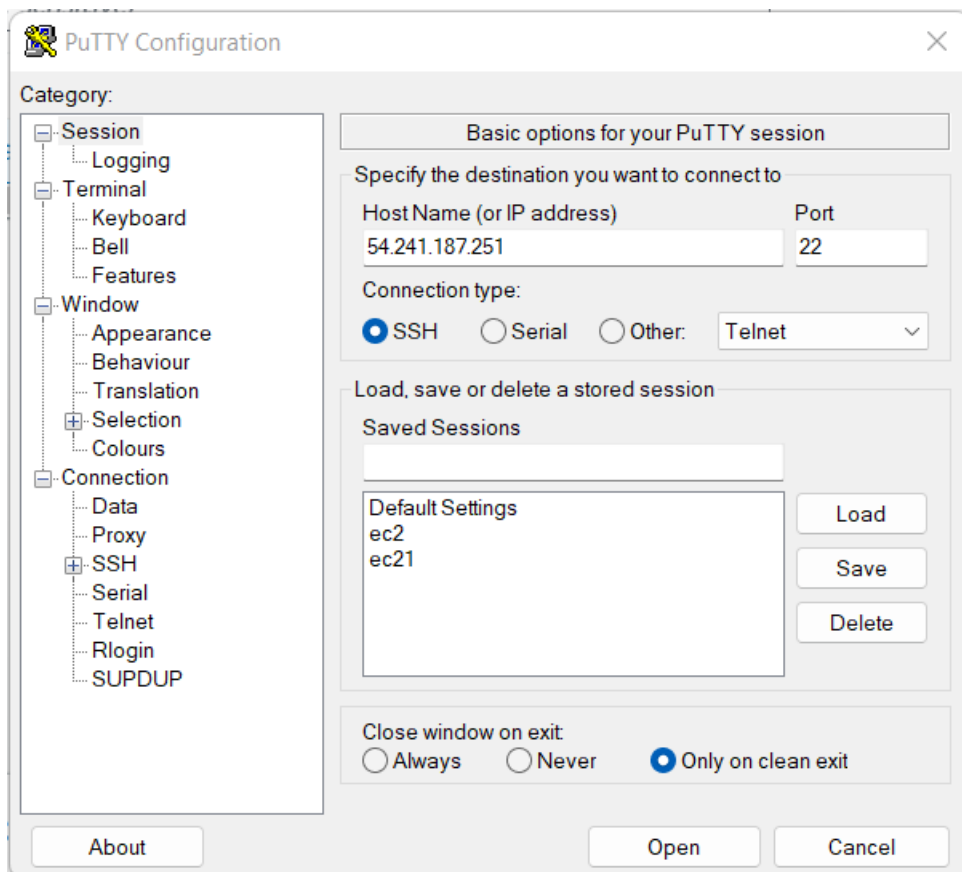 PuTTY Configuration
Category:
Session
Logging
Terminal
Keyboard
Bell
Features
Window
Appearance
Behaviour
Translation
Selection
Colours
Connection
Data
Proxy
SSH
Serial
Telnet
Rlogin
SUPDUP
Basic options for your PuTTY session
Specify the destination you want to connect to
Host Name (or IP address) Port
54.241.187.251 22
Connection type:
SSH Serial Other: Telnet
Load, save or delete a stored session
Saved Sessions
Default Settings
ec2
ec21
Load
Save
Delete
Close window on exit:
Always Never Only on clean exit
About Open Cancel